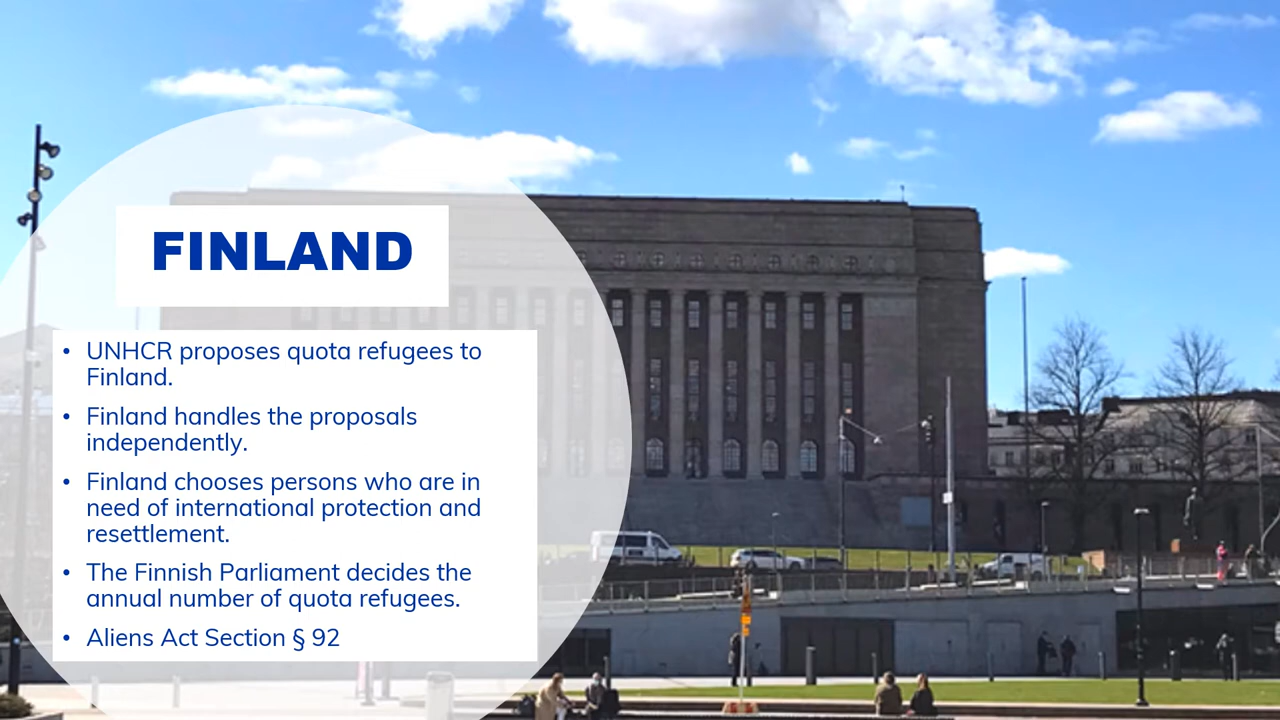 FINLAND
• UNHCR proposes quota refugees to
Finland.
• Finland handles the proposals
independently.
• Finland chooses persons who are in
need of international protection and
resettlement.
• The Finnish Parliament decides the
annual number of quota refugees.
• Aliens Act Section § 92